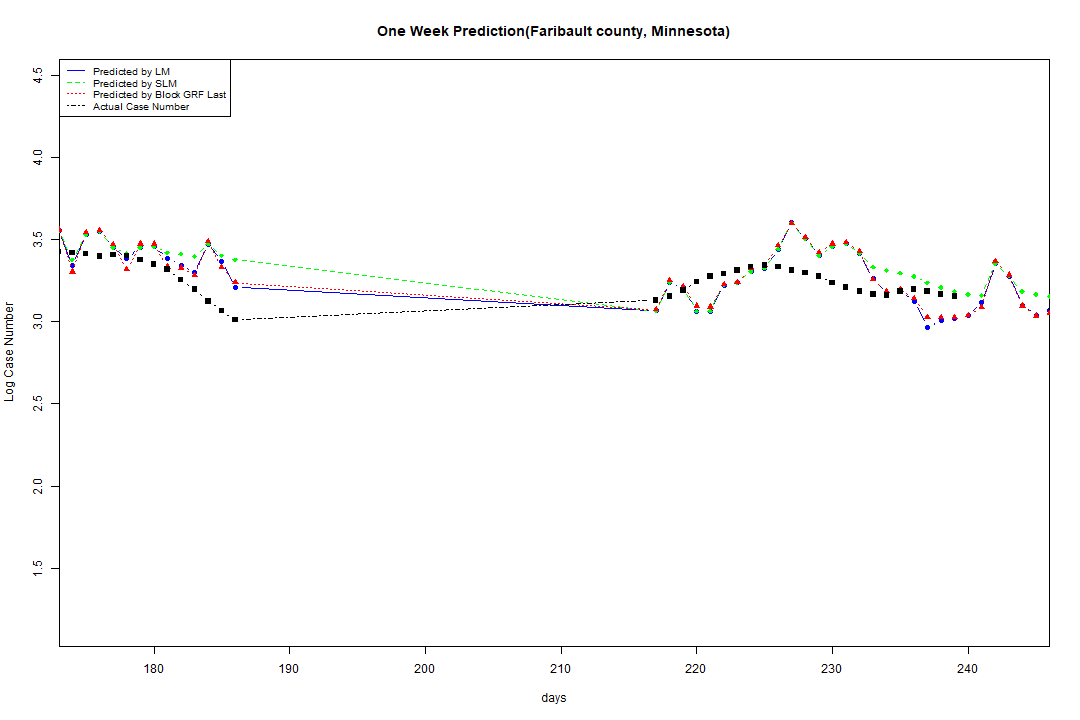 One Week Prediction(Faribault county, Minnesota)
Predicted by LM
Predicted by SLM
Predicted by Block GRF Last
Actual Case Number
4.5
4.0
3.5
3.0
2.5
2.0
1.5
Log Case Number
180 190 200 210 220 230 240
days